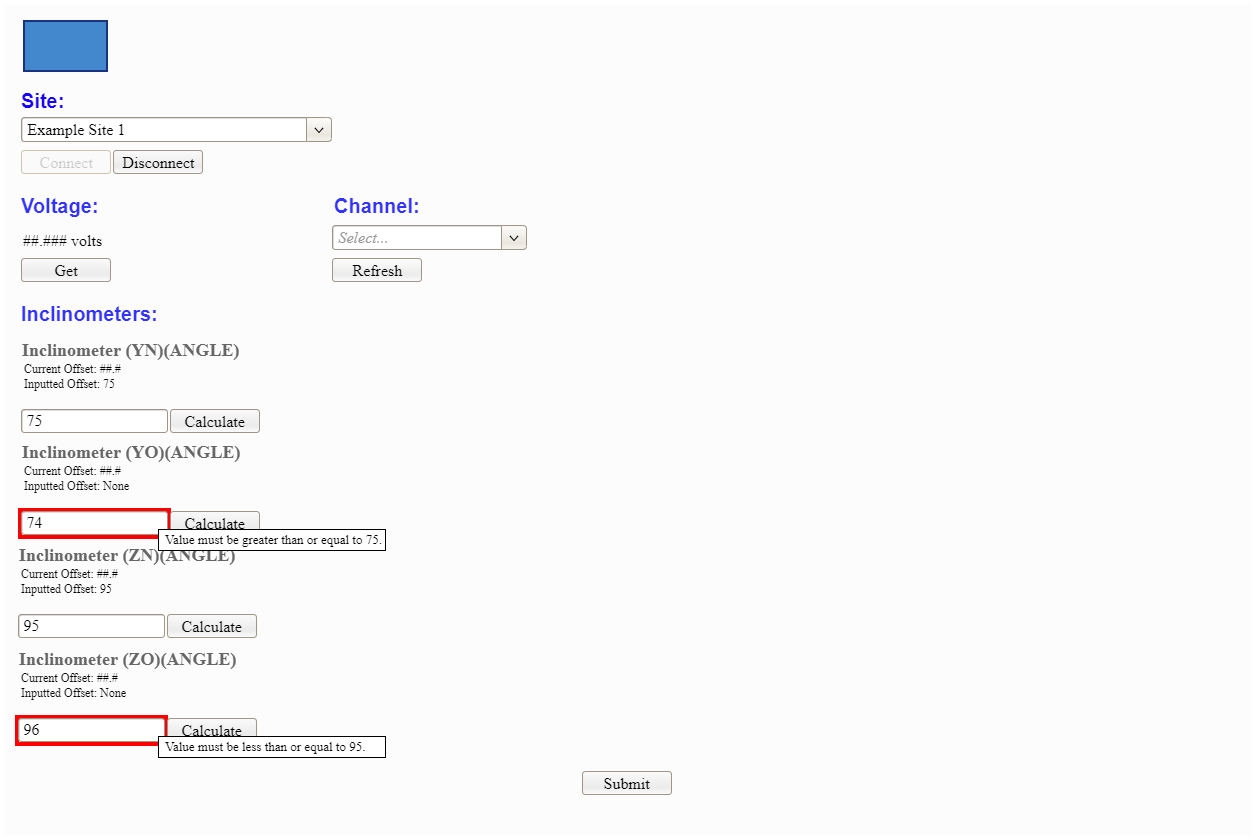 Site:
Example Site 1
Connect Disconnect
Voltage: Channel:
##.### volts Select...
Get Refresh
Inclinometers:
Inclinometer (YN)(ANGLE)
Current Offset: ##.#
Inputted Offset: 75
75 Calculate
Inclinometer (YO)(ANGLE)
Current Offset: ##.#
Inputted Offset: None
74 Calculate
Value must be greater than or equal to 75.
Inclinometer (ZN)(ANGLE)
Current Offset: ##.#
Inputted Offset: 95
95 Calculate
Inclinometer (ZO)(ANGLE)
Current Offset: ##.#
Inputted Offset: None
96 Calculate
Value must be less than or equal to 95.
Submit